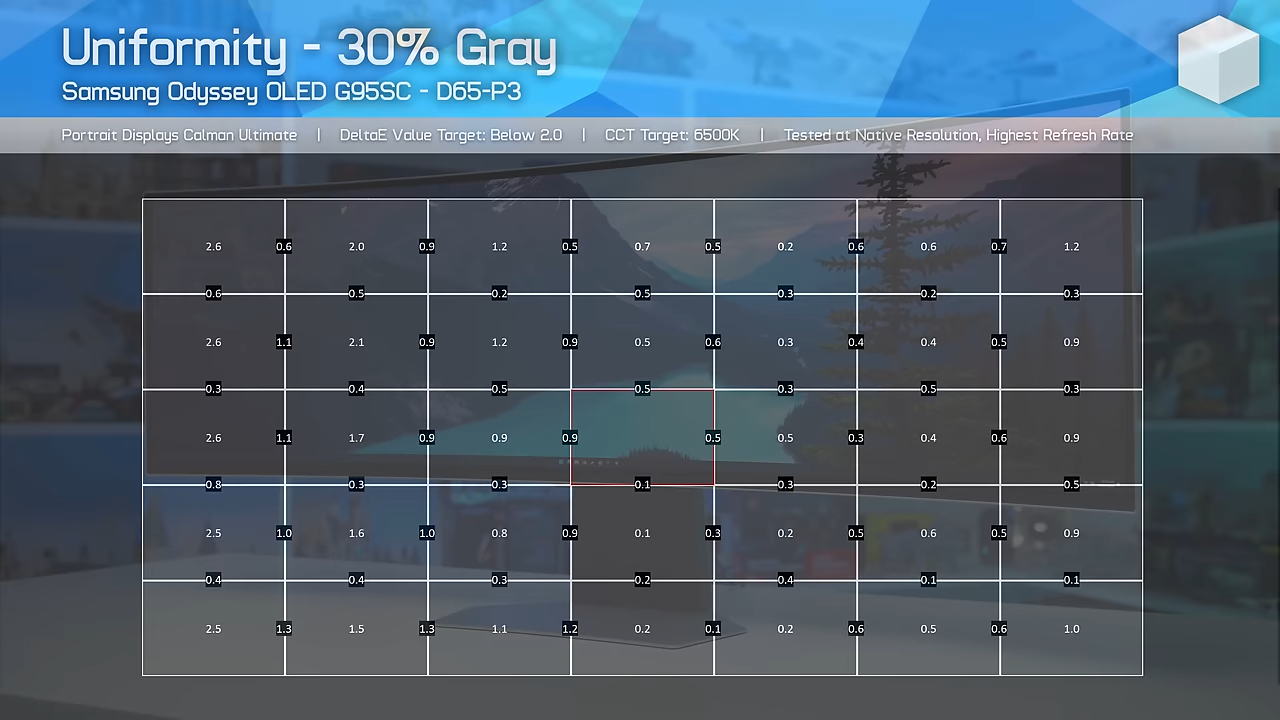 Uniformity - 30% Gray
Samsung Odyssey OLED G95SC - D65-P3
Portrait Displays Calman Ultimate | DeltaE Value Target: Below 2.0 | CCT Target: 6500K | Tested at Native Resolution, Highest Refresh Rate
2.6 0.6 2.0 0.9 1.2 0.5 0.7 0.5 0.2 0.6 0.6 0.7 1.2
0.6 0.5 0.2 0.5 0.3 0.2 0.3
2.6 1.1 2.1 0.9 1.2 0.9 0.5 0.6 0.3 0.4 0.4 0.5 0.9
0.3 0.4 0.5 0.5 0.3 0.5 0.3
2.6 1.1 1.7 0.9 0.9 0.9 0.5 0.5 0.3 0.4 0.6 0.9
0.8 0.3 0.3 0.1 0.3 0.2 0.5
2.5 1.0 1.6 1.0 0.8 0.9 0.1 0.3 0.2 0.5 0.6 0.5 0.9
0.4 0.4 0.3 0.2 0.4 0.1 0.1
2.5 1.3 1.5 1.3 1.1 1.2 0.2 0.1 0.2 0.6 0.5 0.6 1.0